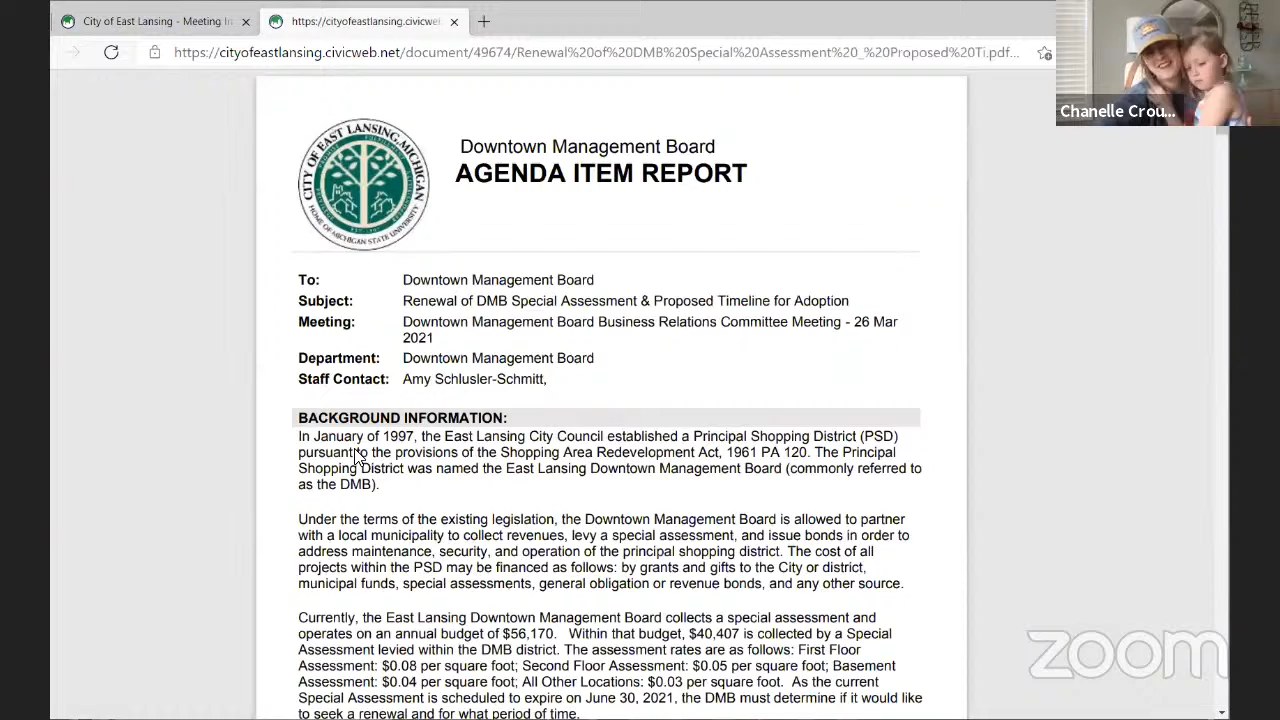 City of East Lansing - Meeting In
https://cityofeastlansing.civicwel
https://cityofeastlansing.civicweb.net/document/49674/Renewal%20of%20DMB%20Special%20Assessment%20_%20Proposed%20Ti.pdf...
Chanelle Crou...
CITY OF EAST LANSING, MICHIGAN
HOME OF MICHIGAN STATE UNIVERSITY
Downtown Management Board
AGENDA ITEM REPORT
To: Downtown Management Board
Subject: Renewal of DMB Special Assessment & Proposed Timeline for Adoption
Meeting: Downtown Management Board Business Relations Committee Meeting - 26 Mar
2021
Department: Downtown Management Board
Staff Contact: Amy Schlusler-Schmitt,
BACKGROUND INFORMATION:
In January of 1997, the East Lansing City Council established a Principal Shopping District (PSD)
pursuant to the provisions of the Shopping Area Redevelopment Act, 1961 PA 120. The Principal
Shopping District was named the East Lansing Downtown Management Board (commonly referred to
as the DMB).
Under the terms of the existing legislation, the Downtown Management Board is allowed to partner
with a local municipality to collect revenues, levy a special assessment, and issue bonds in order to
address maintenance, security, and operation of the principal shopping district. The cost of all
projects within the PSD may be financed as follows: by grants and gifts to the City or district,
municipal funds, special assessments, general obligation or revenue bonds, and any other source.
Currently, the East Lansing Downtown Management Board collects a special assessment and
operates on an annual budget of $56,170. Within that budget, $40,407 is collected by a Special
Assessment levied within the DMB district. The assessment rates are as follows: First Floor
Assessment: $0.08 per square foot; Second Floor Assessment: $0.05 per square foot; Basement
Assessment: $0.04 per square foot; All Other Locations: $0.03 per square foot. As the current
Special Assessment is scheduled to expire on June 30, 2021, the DMB must determine if it would like
to seek a renewal and for what period of time.
zoom